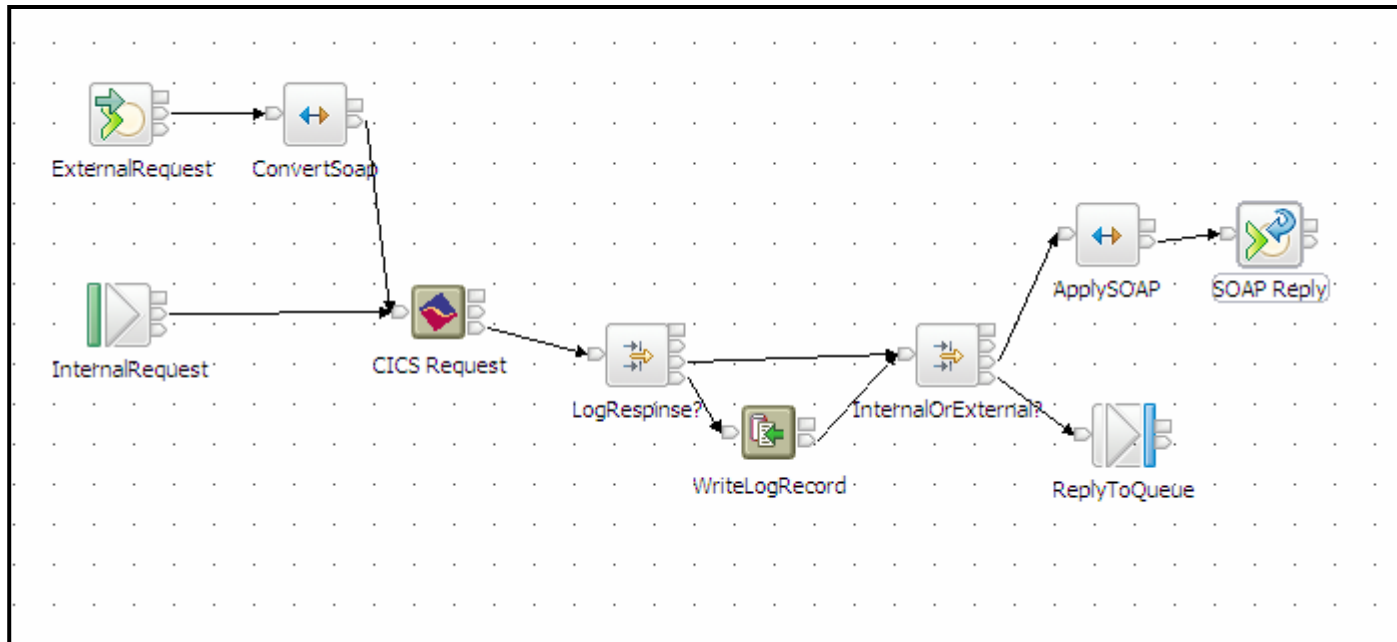 ExternalRequest
ConvertSoap
InternalRequest
CICS Request
LogRespinse?
WriteLogRecord
InternalOrExternal?
ApplySOAP
SOAP Reply
ReplyToQueue